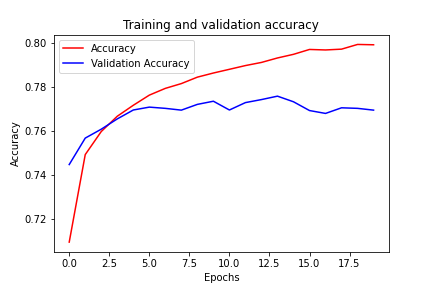 Training and validation accuracy
Accuracy
Validation Accuracy
0.80
0.78
0.76
0.74
0.72
Accuracy
0.0 2.5 5.0 7.5 10.0 12.5 15.0 17.5
Epochs